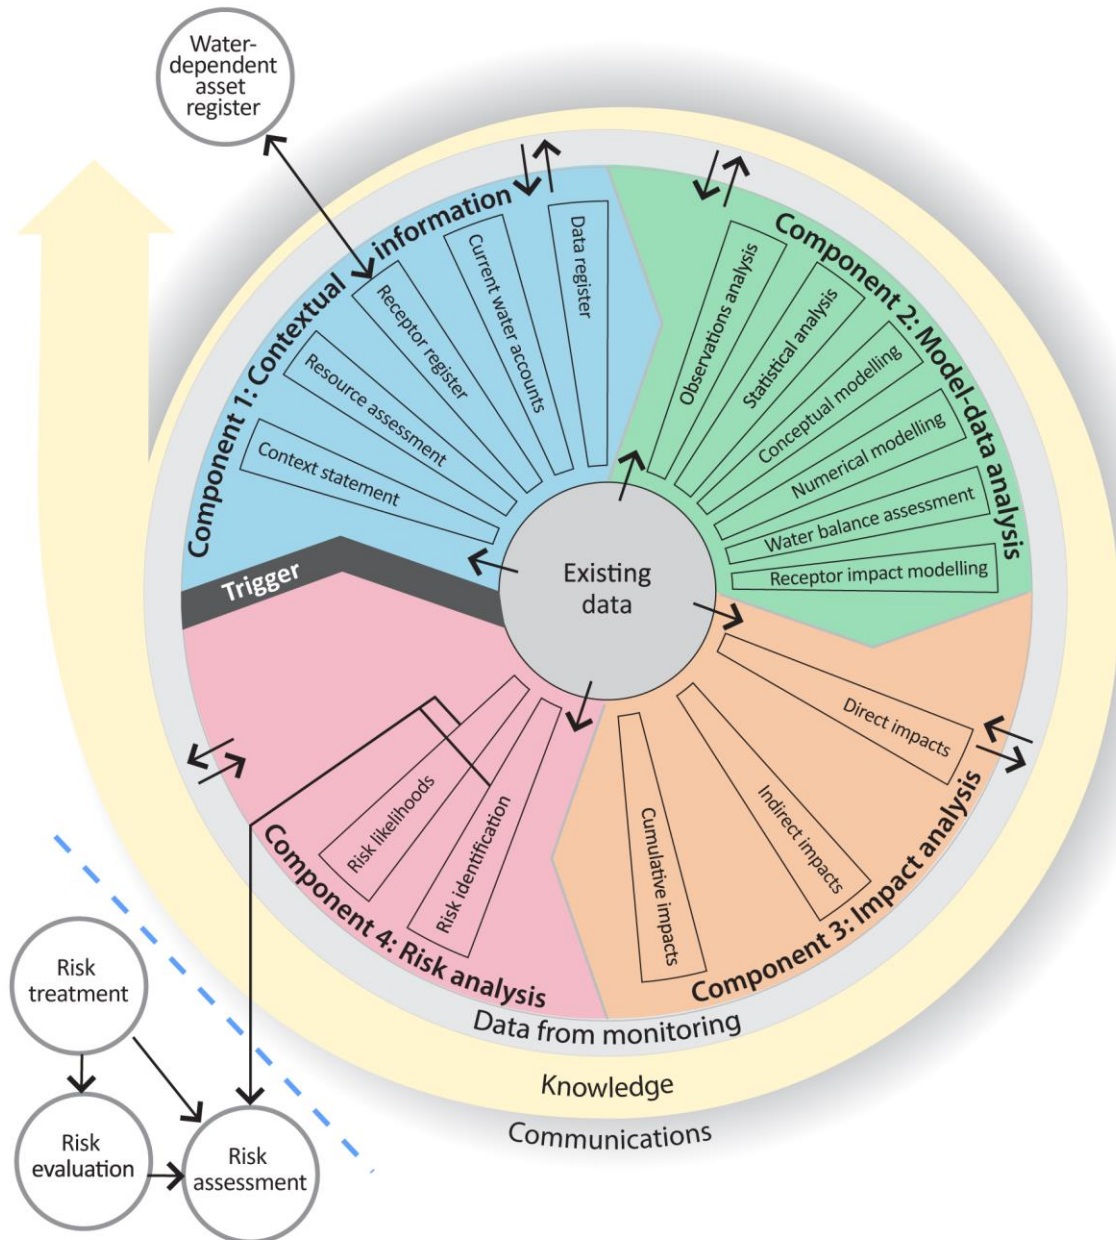 Water-
dependent
asset
register
Component 1: Contextual information
Context statement
Resource assessment
Receptor register
Current water accounts
Data register
Component 2: Model-data analysis
Observations analysis
Statistical analysis
Conceptual modelling
Numerical modelling
Water balance assessment
Receptor impact modelling
Existing
data
Trigger
Component 3: Impact analysis
Direct impacts
Indirect impacts
Cumulative impacts
Component 4: Risk analysis
Risk identification
Risk likelihoods
Data from monitoring
Knowledge
Communications
Risk
treatment
Risk
evaluation
Risk
assessment